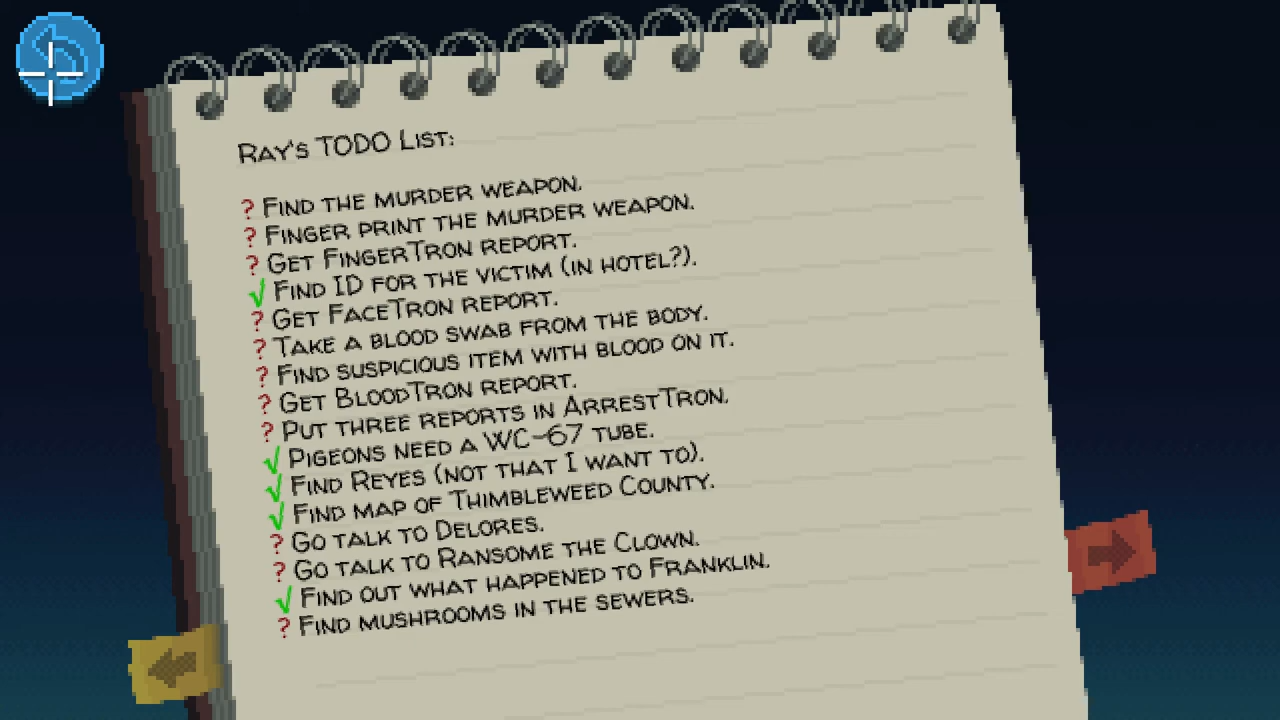 Ray's TODO List:
? Find the murder weapon.
? Finger print the murder weapon.
? Get FingerTron report.
√ Find ID for the victim (in hotel?).
? Get FaceTron report.
? Take a blood swab from the body.
? Find suspicious item with blood on it.
? Get BloodTron report.
? Put three reports in ArrestTron.
√ Pigeons need a WC-67 tube.
√ Find Reyes (not that I want to).
√ Find map of Thimbleweed County.
? Go talk to Delores.
? Go talk to Ransome the Clown.
√ Find out what happened to Franklin.
? Find mushrooms in the sewers.